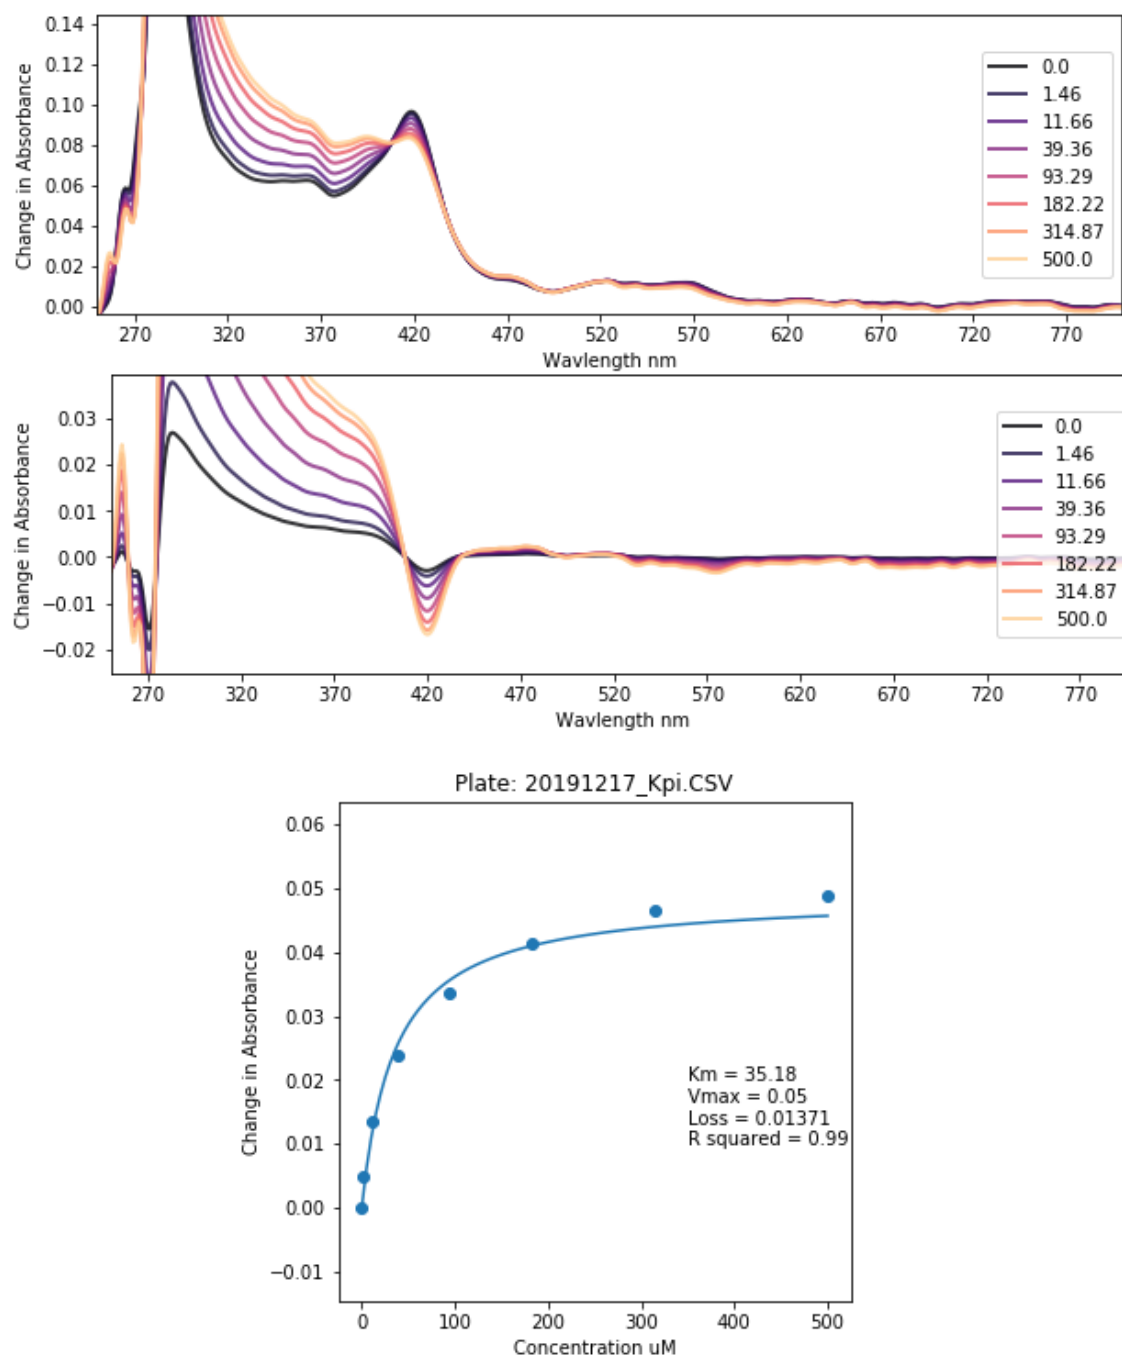 0.14
0.12
0.10
0.08
0.06
0.04
0.02
0.00
Change in Absorbance
0.0
1.46
11.66
39.36
93.29
182.22
314.87
500.0
270 320 370 420 470 520 570 620 670 720 770
Wavlength nm
0.03
0.02
0.01
0.00
−0.01
−0.02
Change in Absorbance
0.0
1.46
11.66
39.36
93.29
182.22
314.87
500.0
270 320 370 420 470 520 570 620 670 720 770
Wavlength nm
Plate: 20191217_Kpi.CSV
0.06
0.05
0.04
0.03
0.02
0.01
0.00
−0.01
Change in Absorbance
Km = 35.18
Vmax = 0.05
Loss = 0.01371
R squared = 0.99
0 100 200 300 400 500
Concentration uM